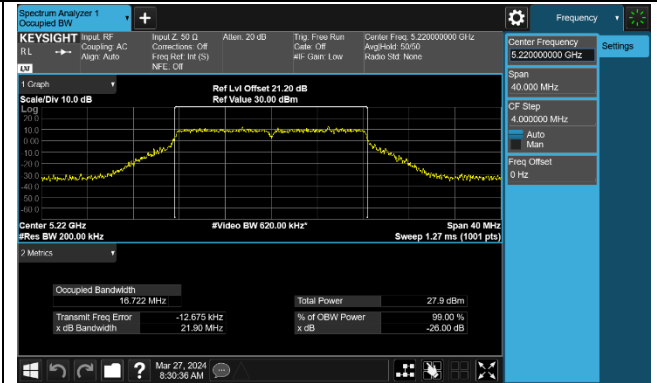 Spectrum Analyzer 1
Occupied BW
Frequency
KEYSIGHT
RL
LXI
Input: RF
Coupling: AC
Align: Auto
Input Z: 50 Ω
Corrections: Off
Freq Ref: Int (S)
NFE: Off
Atten: 20 dB
Trig: Free Run
Gate: Off
#IF Gain: Low
Center Freq: 5.220000000 GHz
Avg|Hold: 50/50
Radio Std: None
Center Frequency
5.220000000 GHz
Settings
Span
40.000 MHz
CF Step
4.000000 MHz
Auto
Man
Freq Offset
0 Hz
1 Graph
Scale/Div 10.0 dB
Ref Lvl Offset 21.20 dB
Ref Value 30.00 dBm
Log
20.0
10.0
0.00
-10.0
-20.0
-30.0
-40.0
-50.0
-60.0
Center 5.22 GHz
#Video BW 620.00 kHz*
Span 40 MHz
#Res BW 200.00 kHz
Sweep 1.27 ms (1001 pts)
2 Metrics
Occupied Bandwidth
16.722 MHz
Total Power
27.9 dBm
Transmit Freq Error
-12.675 kHz
% of OBW Power
99.00 %
x dB Bandwidth
21.90 MHz
x dB
-26.00 dB
?
Mar 27, 2024
8:30:36 AM